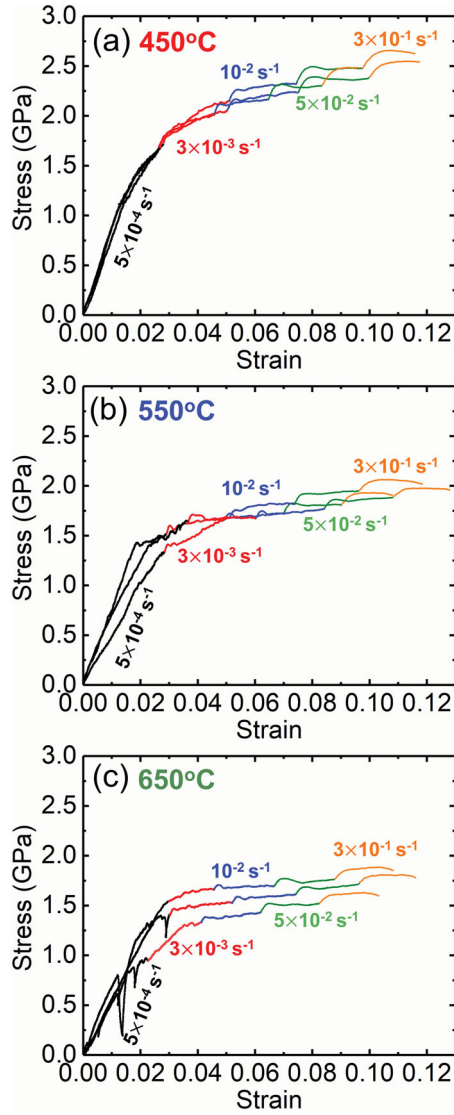 (a) 450°C
3×10⁻¹ s⁻¹
10⁻² s⁻¹
5×10⁻² s⁻¹
3×10⁻³ s⁻¹
5×10⁻⁴ s⁻¹
Stress (GPa)
3.0
2.5
2.0
1.5
1.0
0.5
0.0
0.00 0.02 0.04 0.06 0.08 0.10 0.12
Strain
(b) 550°C
3×10⁻¹ s⁻¹
10⁻² s⁻¹
5×10⁻² s⁻¹
3×10⁻³ s⁻¹
5×10⁻⁴ s⁻¹
Stress (GPa)
3.0
2.5
2.0
1.5
1.0
0.5
0.0
0.00 0.02 0.04 0.06 0.08 0.10 0.12
Strain
(c) 650°C
3×10⁻¹ s⁻¹
10⁻² s⁻¹
5×10⁻² s⁻¹
3×10⁻³ s⁻¹
5×10⁻⁴ s⁻¹
Stress (GPa)
3.0
2.5
2.0
1.5
1.0
0.5
0.0
0.00 0.02 0.04 0.06 0.08 0.10 0.12
Strain